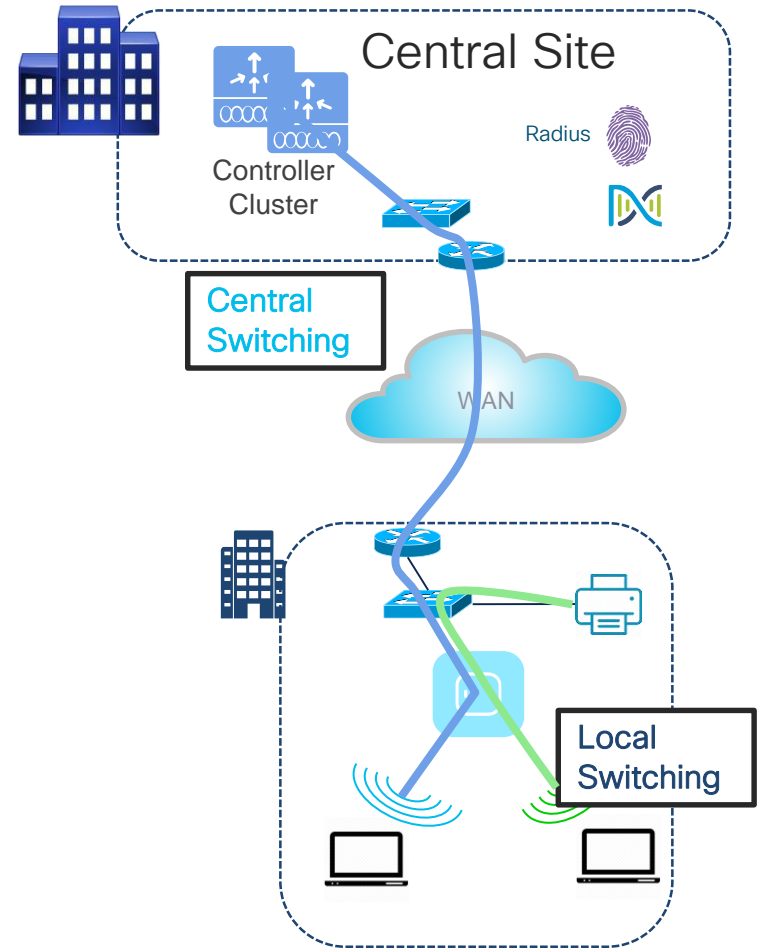 Central Site
Radius
Controller
Cluster
Central
Switching
WAN
Local
Switching